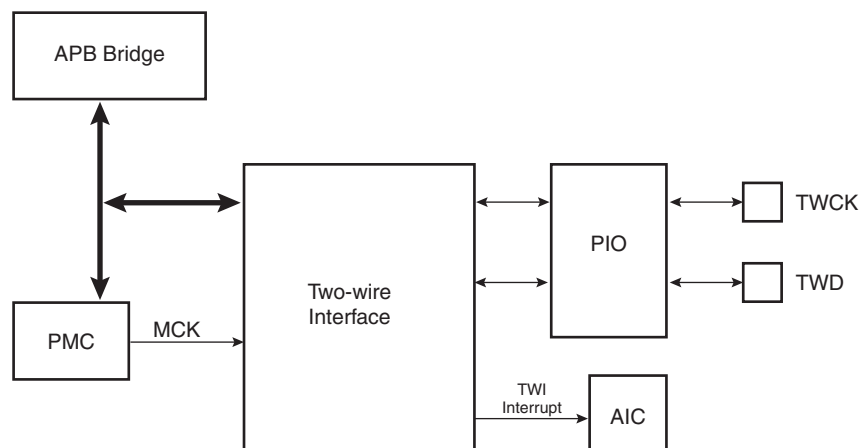 APB Bridge
TWCK
PIO
TWD
Two-wire
Interface
PMC
MCK
TWI
Interrupt
AIC